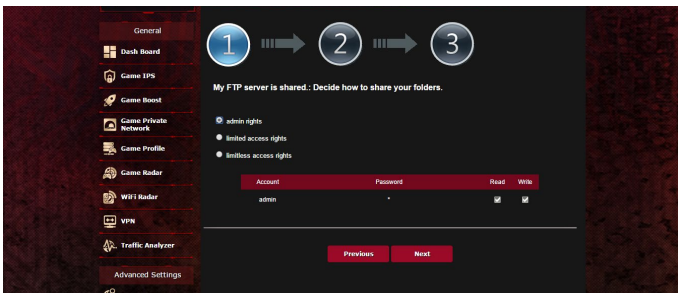 General
Dash Board
Game IPS
Game Boost
Game Private
Network
Game Profile
Game Radar
WiFi Radar
VPN
Traffic Analyzer
Advanced Settings
1
2
3
My FTP server is shared.: Decide how to share your folders.
admin rights
limited access rights
limitless access rights
Account Password Read Write
admin *
Previous Next